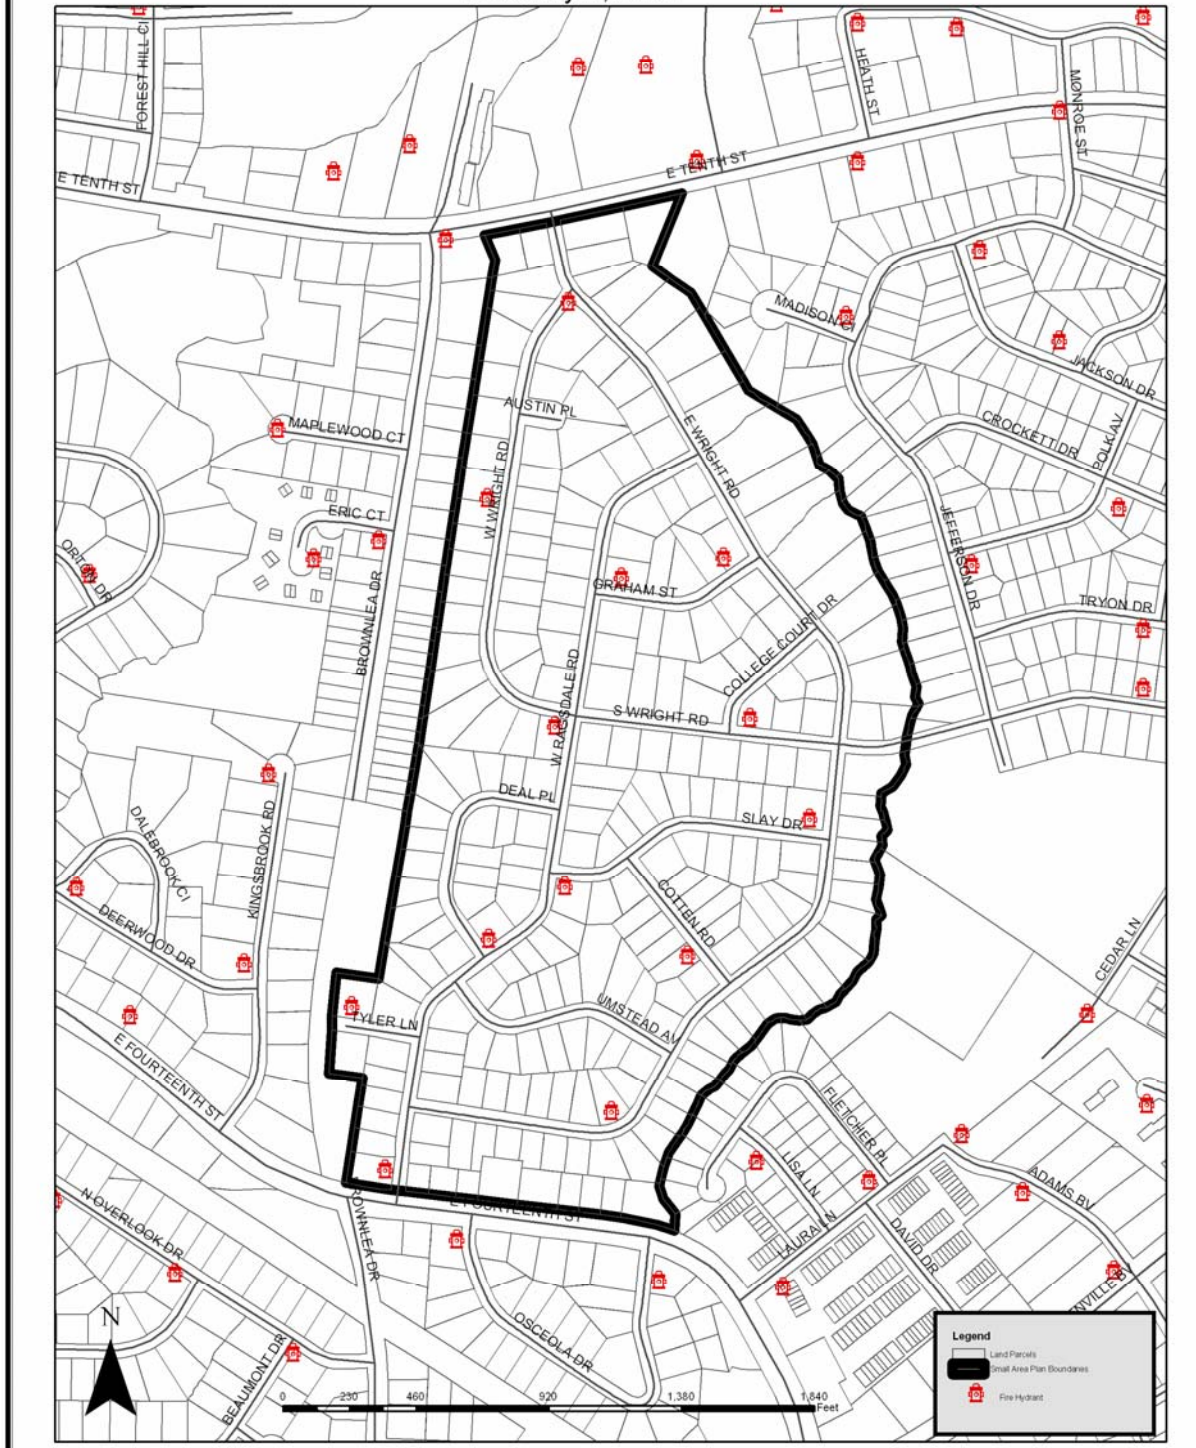 FOREST HILL CI
HEATH ST
MONROE ST
E TENTH ST
E TENTH ST
MADISON CI
JACKSON DR
AUSTIN PL
MAPLEWOOD CT
E WRIGHT RD
CROCKETT DR
POLK AV
W WRIGHT RD
ERIC CT
JEFFERSON DR
ORTON DR
GRAHAM ST
BROWNLEA DR
COLLEGE COURT DR
TRYON DR
W RAGSDALE RD
S WRIGHT RD
DEAL PL
DALEBROOK CI
KINGSBROOK RD
SLAY DR
COTTEN RD
DEERWOOD DR
CEDAR LN
UMSTEAD AV
TYLER LN
E FOURTEENTH ST
FLETCHER PL
LISA LN
ADAMS BV
N OVERLOOK DR
E FOURTEENTH ST
ROWNLEA DR
LAURA LN
DAVID DR
ENVILLE B
OSCEOLA DR
BEAUMONT DR
N
0 230 460 920 1,380 1,840
Feet
Legend
Land Parcels
Small Area Plan Boundaries
Fire Hydrant